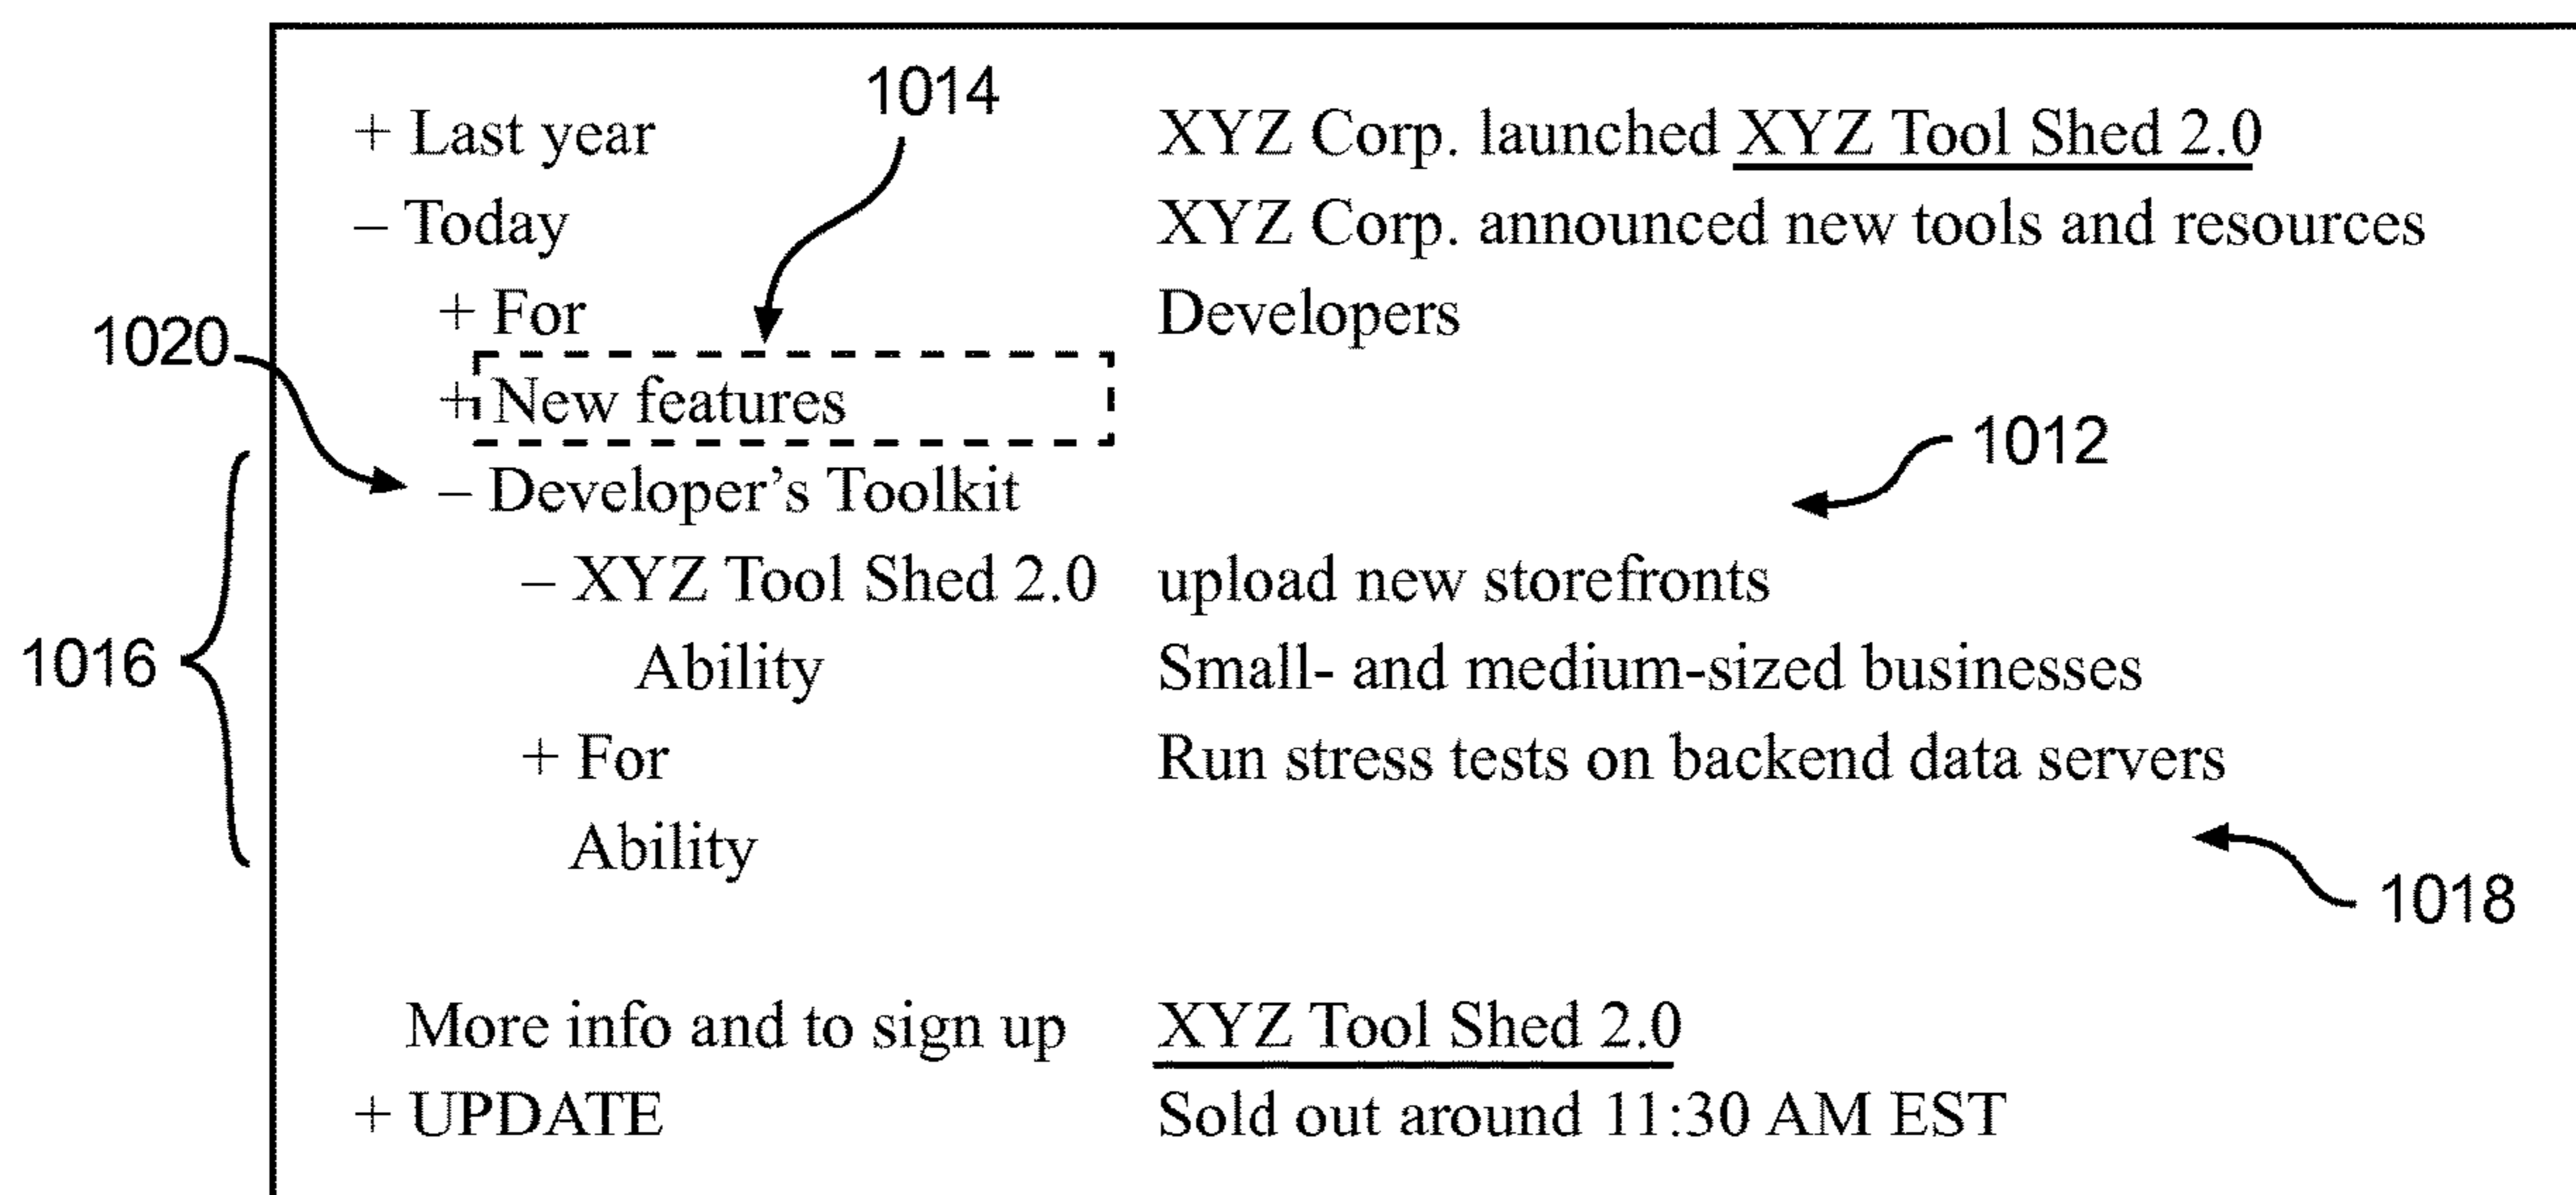 1014
+ Last year XYZ Corp. launched XYZ Tool Shed 2.0
– Today XYZ Corp. announced new tools and resources
+ For Developers
1020
+ New features
1012
– Developer’s Toolkit
– XYZ Tool Shed 2.0 upload new storefronts
1016
Ability Small- and medium-sized businesses
+ For Run stress tests on backend data servers
Ability
1018
More info and to sign up XYZ Tool Shed 2.0
+ UPDATE Sold out around 11:30 AM EST